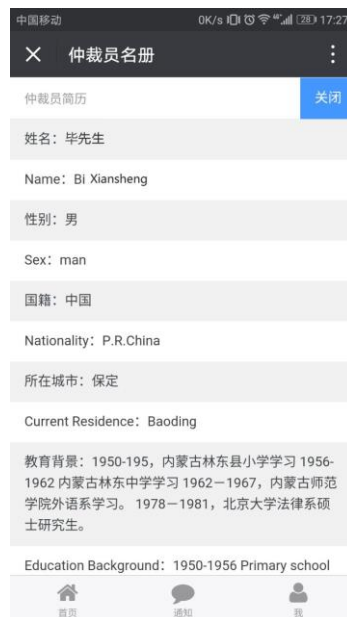 中国移动 0K/s 4G 28 17:27
仲裁员名册
仲裁员简历 关闭
姓名：毕先生
Name：Bi Xiansheng
性别：男
Sex：man
国籍：中国
Nationality：P.R.China
所在城市：保定
Current Residence：Baoding
教育背景：1950-195，内蒙古林东县小学学习 1956-
1962 内蒙古林东中学学习 1962－1967，内蒙古师范
学院外语系学习。 1978－1981，北京大学法律系硕
士研究生。
Education Background：1950-1956 Primary school
首页 通知 我